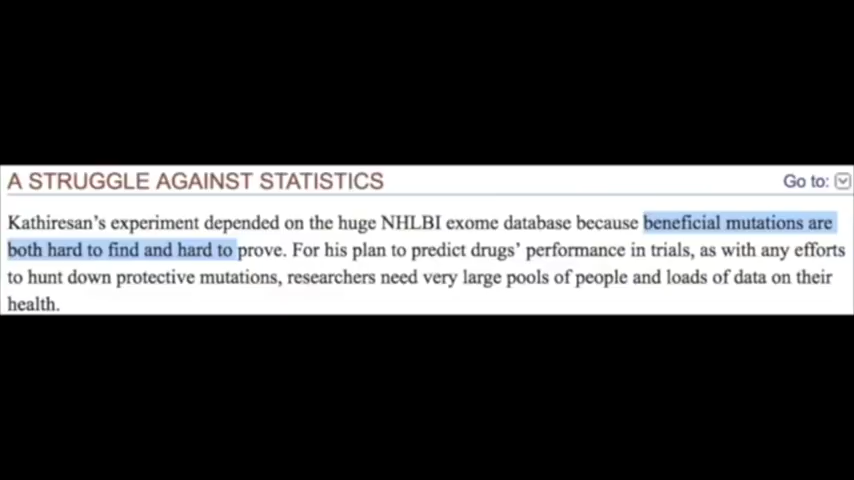 A STRUGGLE AGAINST STATISTICS Go to:
Kathiresan's experiment depended on the huge NHLBI exome database because beneficial mutations are
both hard to find and hard to prove. For his plan to predict drugs' performance in trials, as with any efforts
to hunt down protective mutations, researchers need very large pools of people and loads of data on their
health.